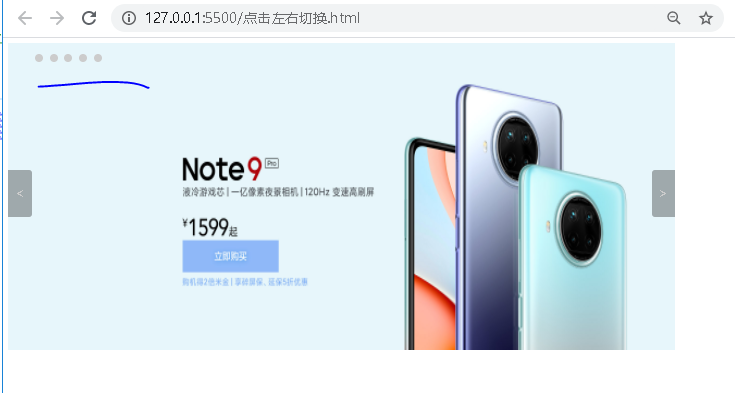 127.0.0.1:5500/点击左右切换.html
Note 9 Pro
液冷游戏芯 | 一亿像素夜景相机 | 120Hz 变速高刷屏
<
>
¥1599起
立即购买
购机得2倍米金 | 享碎屏保、延保5折优惠